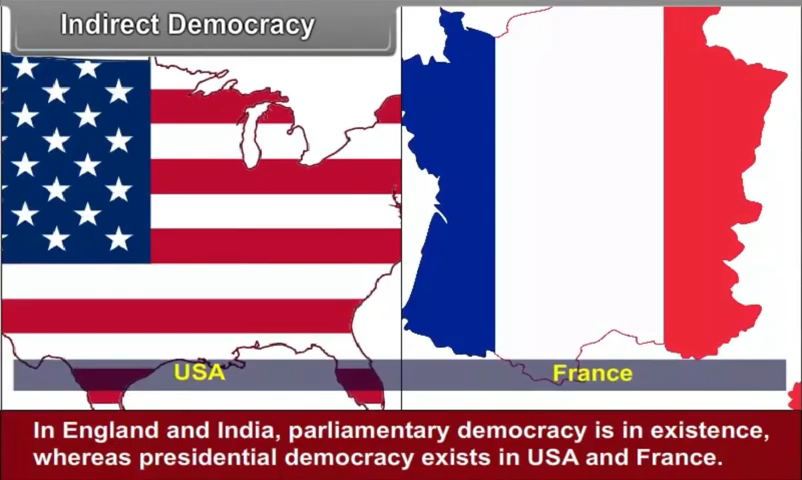 Indirect Democracy
USA
France
In England and India, parliamentary democracy is in existence,
whereas presidential democracy exists in USA and France.